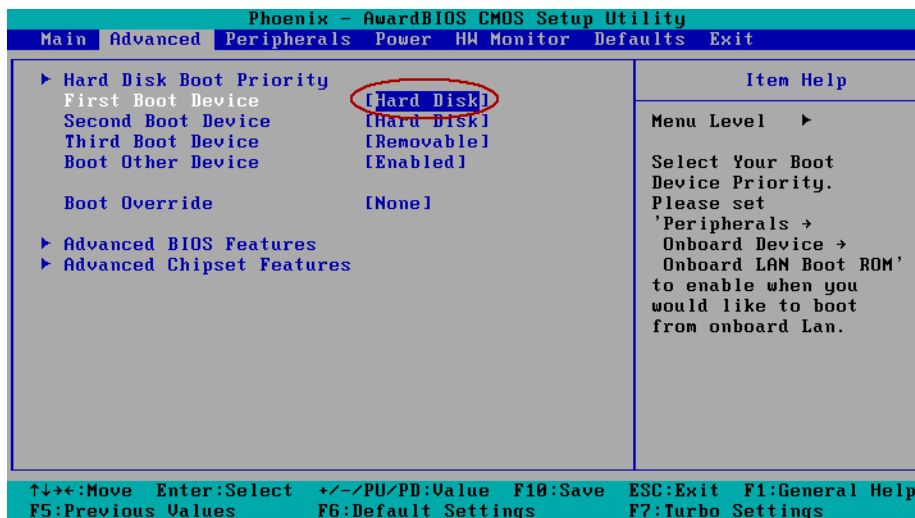 Phoenix - AwardBIOS CMOS Setup Utility
Main Advanced Peripherals Power HW Monitor Defaults Exit
▶ Hard Disk Boot Priority
First Boot Device [Hard Disk]
Second Boot Device [Hard Disk]
Third Boot Device [Removable]
Boot Other Device [Enabled]
Boot Override [None]
▶ Advanced BIOS Features
▶ Advanced Chipset Features
Item Help
Menu Level ▶
Select Your Boot
Device Priority.
Please set
'Peripherals →
Onboard Device →
Onboard LAN Boot ROM'
to enable when you
would like to boot
from onboard Lan.
↑↓→←:Move Enter:Select +/-/PU/PD:Value F10:Save ESC:Exit F1:General Help
F5:Previous Values F6:Default Settings F7:Turbo Settings